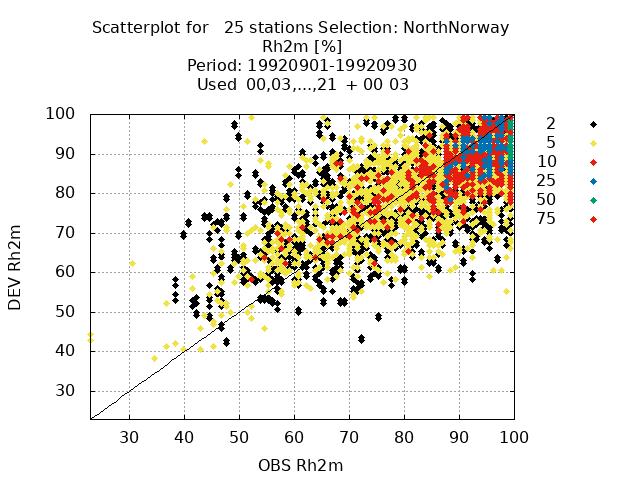 Scatterplot for   25 stations Selection: NorthNorway
Rh2m [%]
Period: 19920901-19920930
Used  00,03,...,21  + 00 03
100
90
80
70
60
50
40
30
DEV Rh2m
30 40 50 60 70 80 90 100
OBS Rh2m
2
5
10
25
50
75